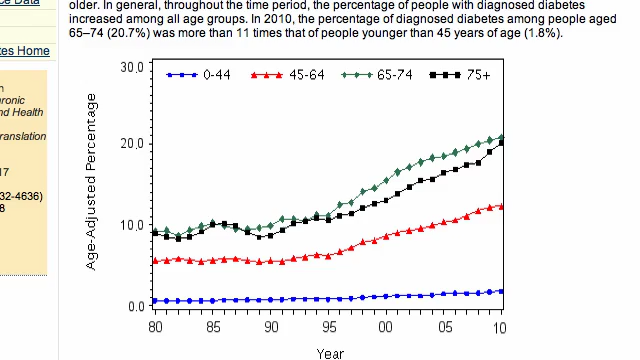 older. In general, throughout the time period, the percentage of people with diagnosed diabetes
increased among all age groups. In 2010, the percentage of diagnosed diabetes among people aged
65–74 (20.7%) was more than 11 times that of people younger than 45 years of age (1.8%).
tes Home
ronic
nd Health
Translation
17
32-4636)
8
0-44 45-64 65-74 75+
Age-Adjusted Percentage
30.0
20.0
10.0
0.0
80 85 90 95 00 05 10
Year